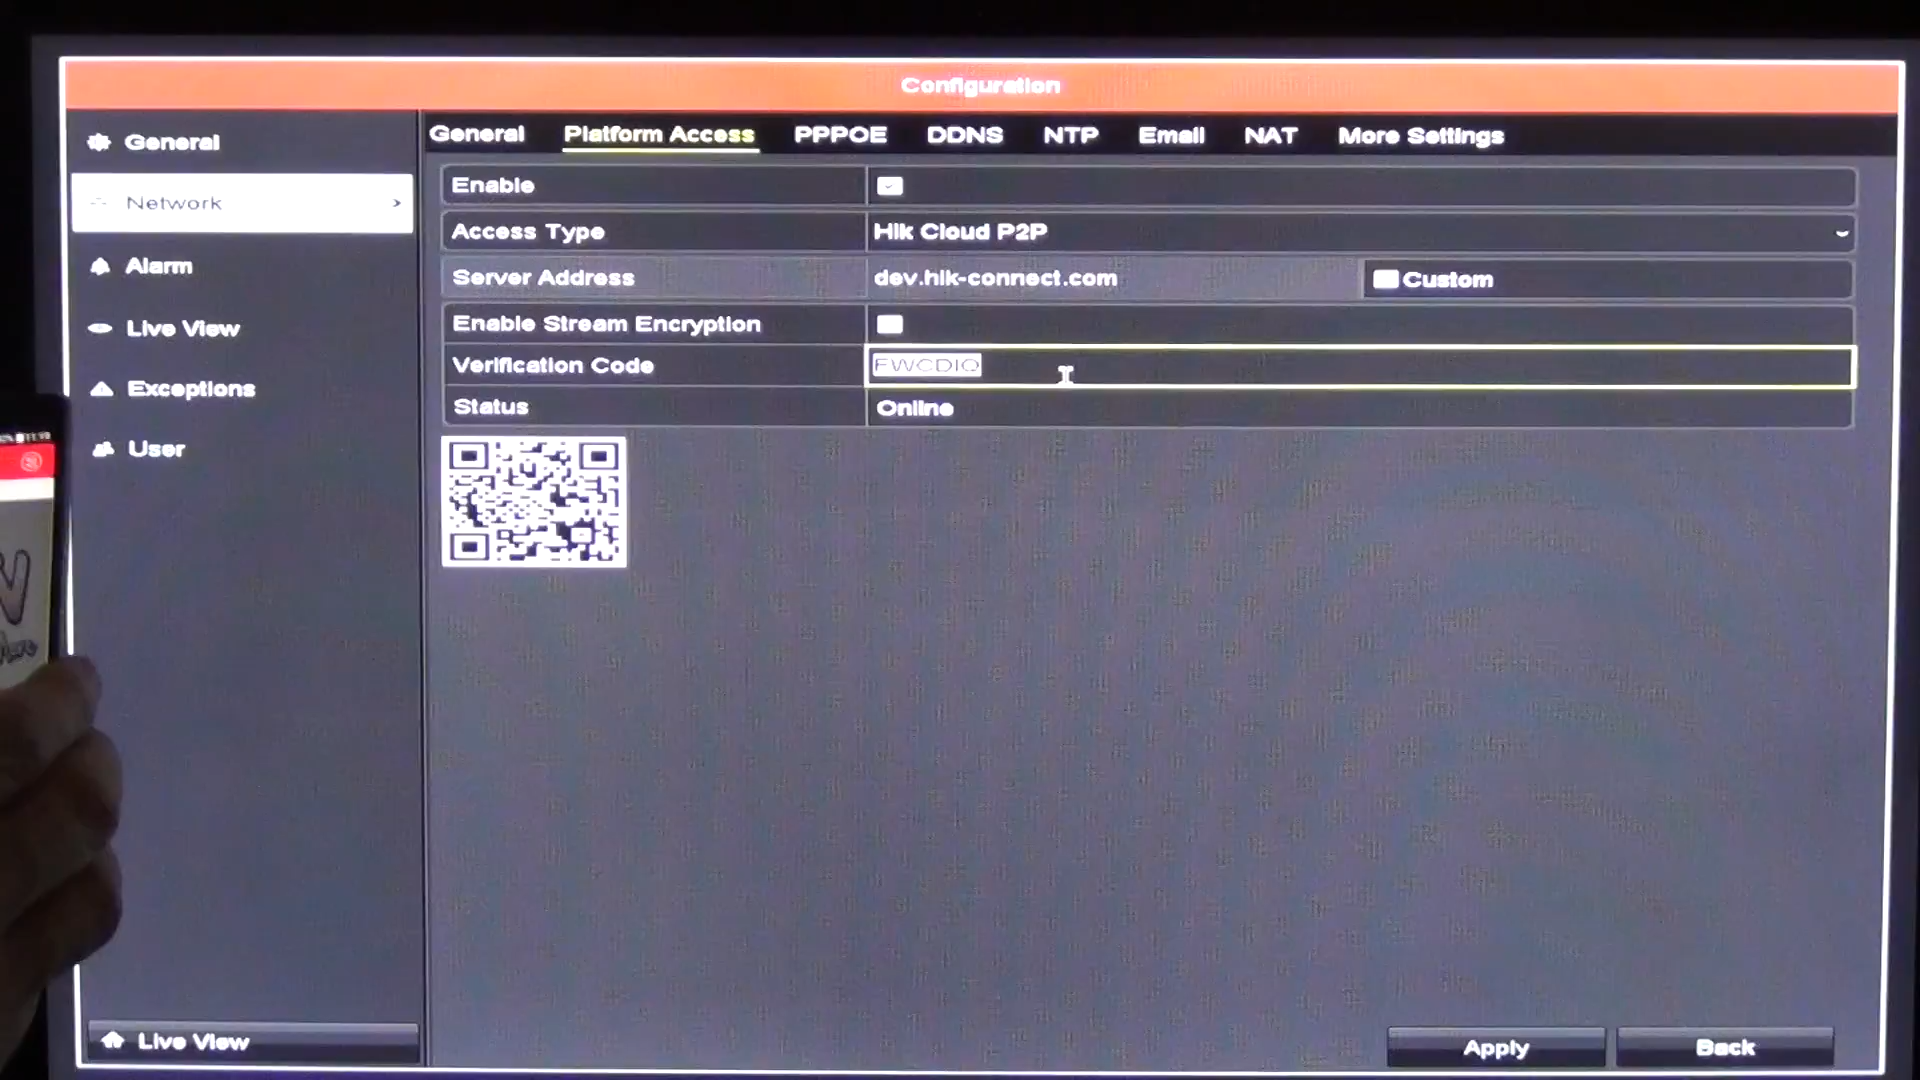 Configuration
General
Network >
Alarm
Live View
Exceptions
User
Live View
General Platform Access PPPOE DDNS NTP Email NAT More Settings
Enable
Access Type Hik Cloud P2P
Server Address dev.hik-connect.com Custom
Enable Stream Encryption
Verification Code FWCDIQ
Status Online
Apply Back